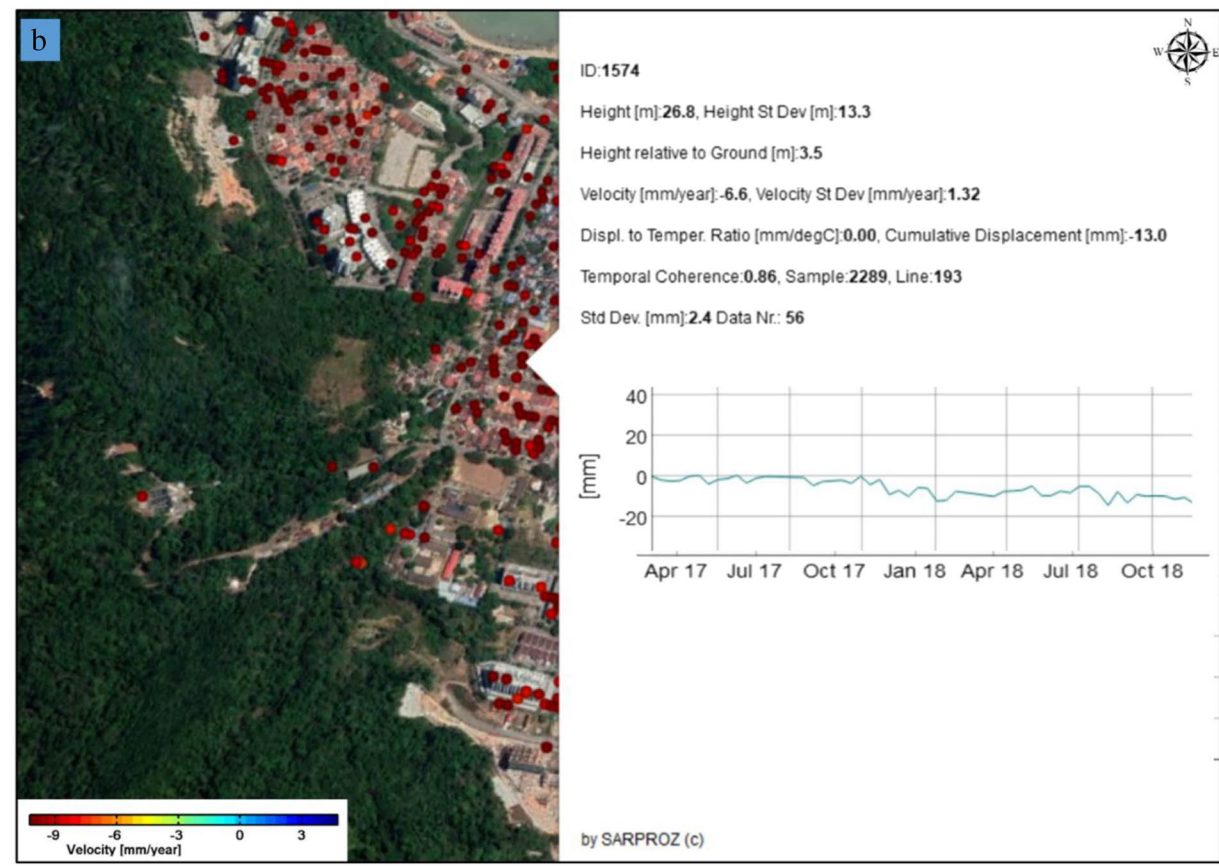 b
N
W E
S
ID:1574
Height [m]:26.8, Height St Dev [m]:13.3
Height relative to Ground [m]:3.5
Velocity [mm/year]:-6.6, Velocity St Dev [mm/year]:1.32
Displ. to Temper. Ratio [mm/degC]:0.00, Cumulative Displacement [mm]:-13.0
Temporal Coherence:0.86, Sample:2289, Line:193
Std Dev. [mm]:2.4 Data Nr.: 56
40
20
0
-20
[mm]
Apr 17 Jul 17 Oct 17 Jan 18 Apr 18 Jul 18 Oct 18
-9 -6 -3 0 3
Velocity [mm/year]
by SARPROZ (c)